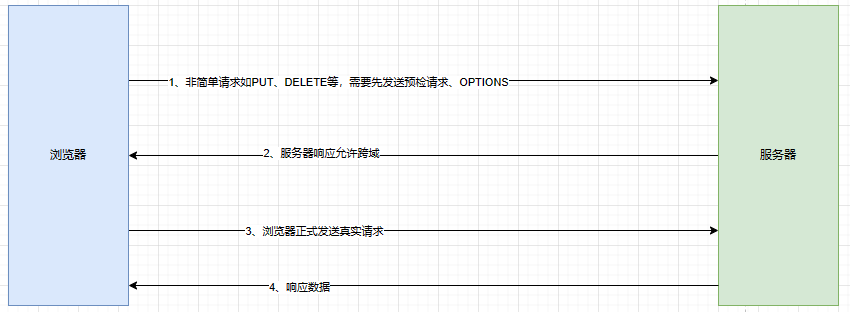 1、非简单请求如PUT、DELETE等，需要先发送预检请求、OPTIONS
浏览器
2、服务器响应允许跨域
服务器
3、浏览器正式发送真实请求
4、响应数据